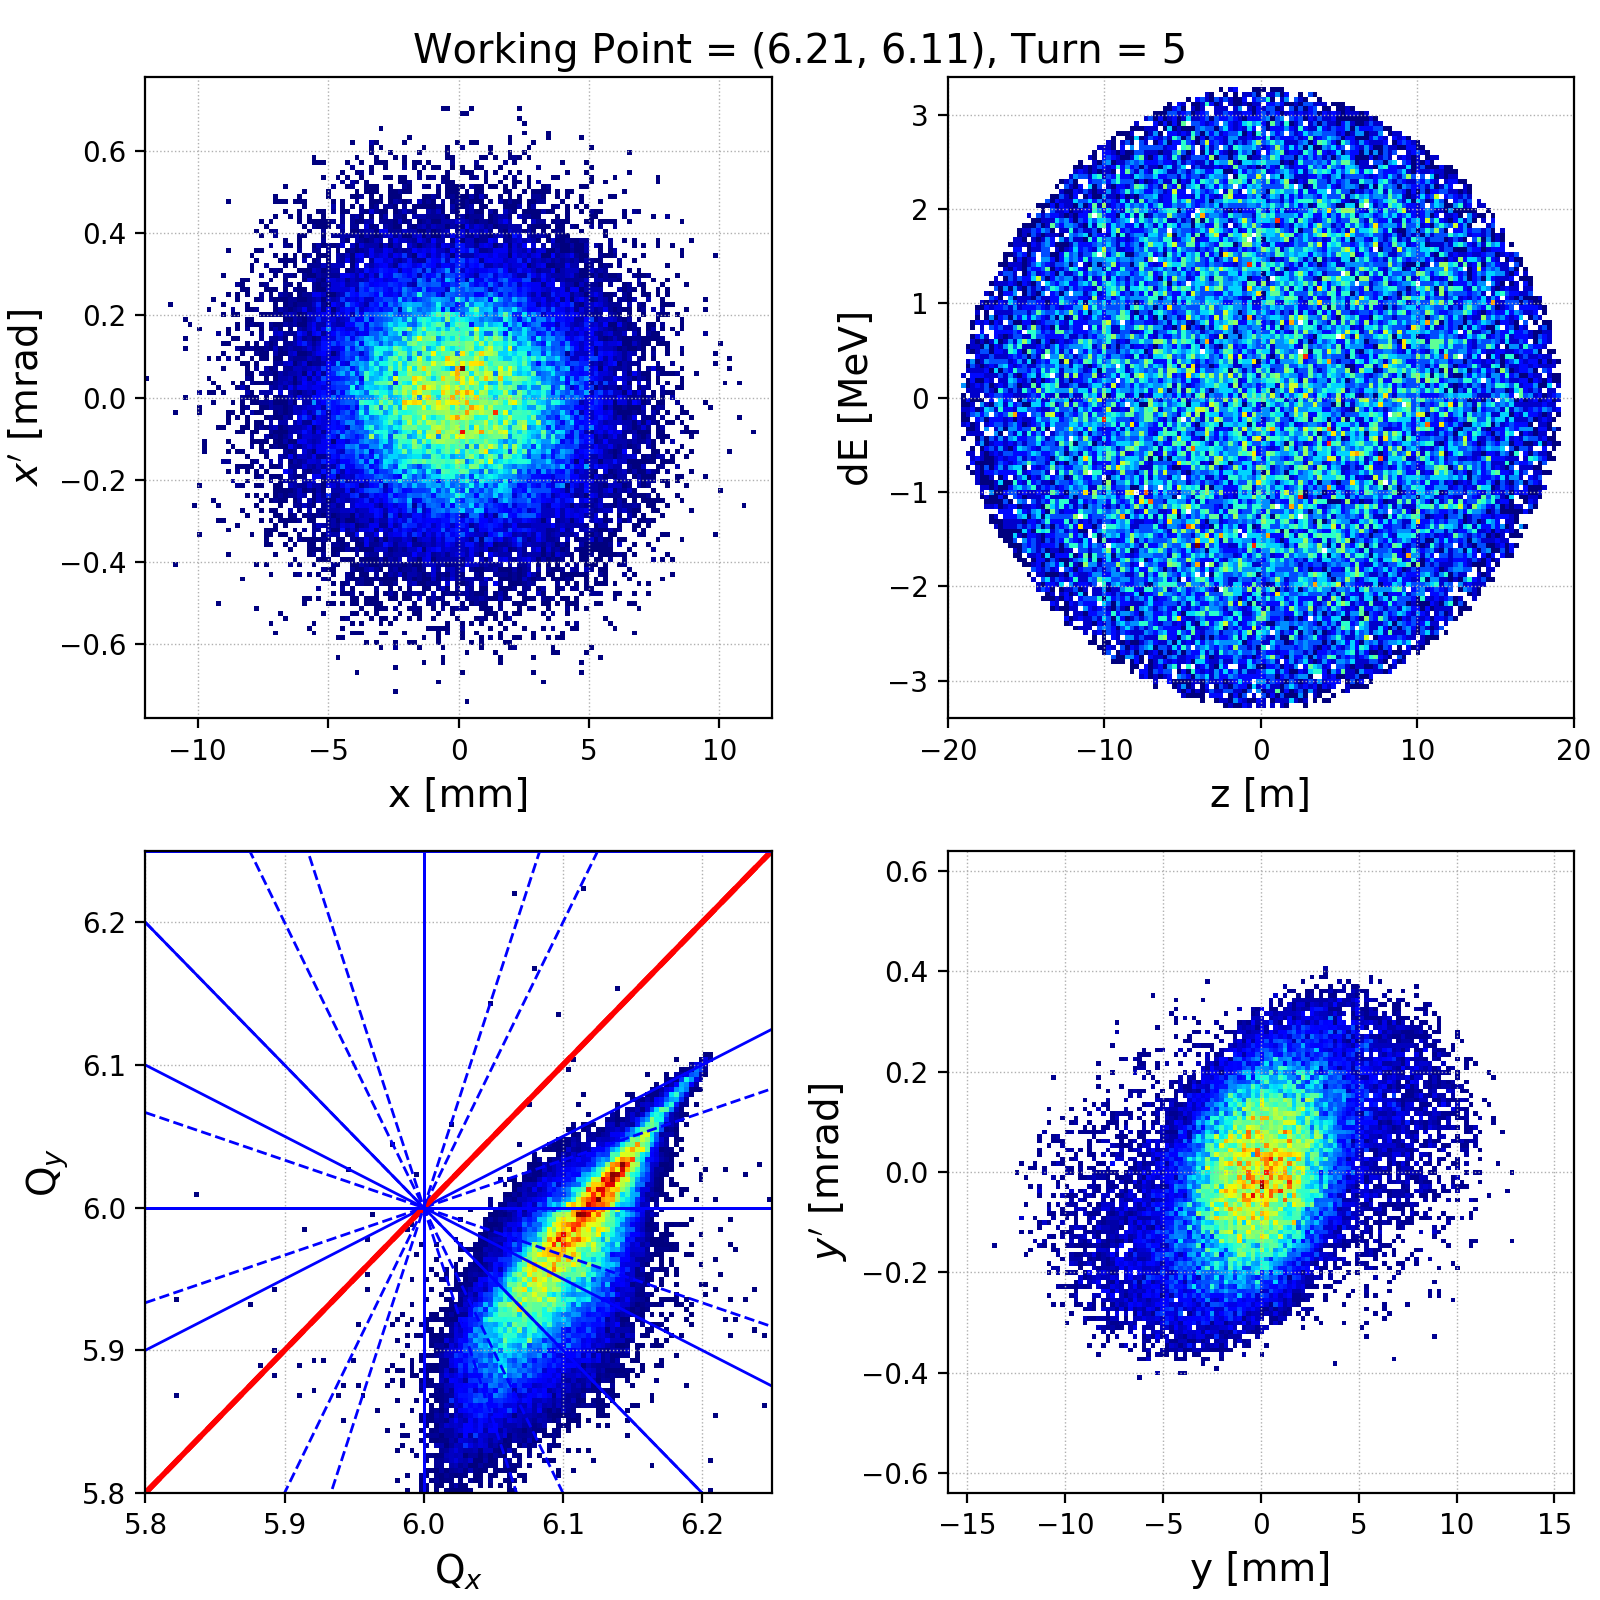 Working Point = (6.21, 6.11), Turn = 5
0.6
0.4
0.2
0.0
−0.2
−0.4
−0.6
x′ [mrad]
−10 −5 0 5 10
x [mm]
3
2
1
0
−1
−2
−3
dE [MeV]
−20 −10 0 10 20
z [m]
6.2
6.1
6.0
5.9
5.8
Qy
5.8 5.9 6.0 6.1 6.2
Qx
0.6
0.4
0.2
0.0
−0.2
−0.4
−0.6
y′ [mrad]
−15 −10 −5 0 5 10 15
y [mm]